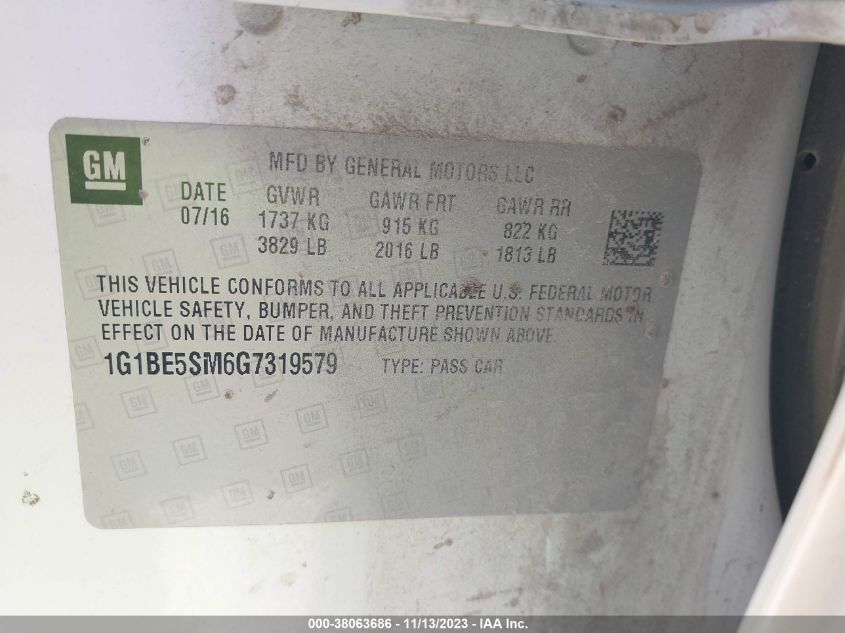 GM
MFD BY GENERAL MOTORS LLC
DATE GVWR GAWR FRT GAWR RR
07/16 1737 KG 915 KG 822 KG
3829 LB 2016 LB 1813 LB
THIS VEHICLE CONFORMS TO ALL APPLICABLE U.S. FEDERAL MOTOR
VEHICLE SAFETY, BUMPER, AND THEFT PREVENTION STANDARDS IN
EFFECT ON THE DATE OF MANUFACTURE SHOWN ABOVE.
1G1BE5SM6G7319579 TYPE: PASS CAR
000-38063686 - 11/13/2023 - IAA Inc.